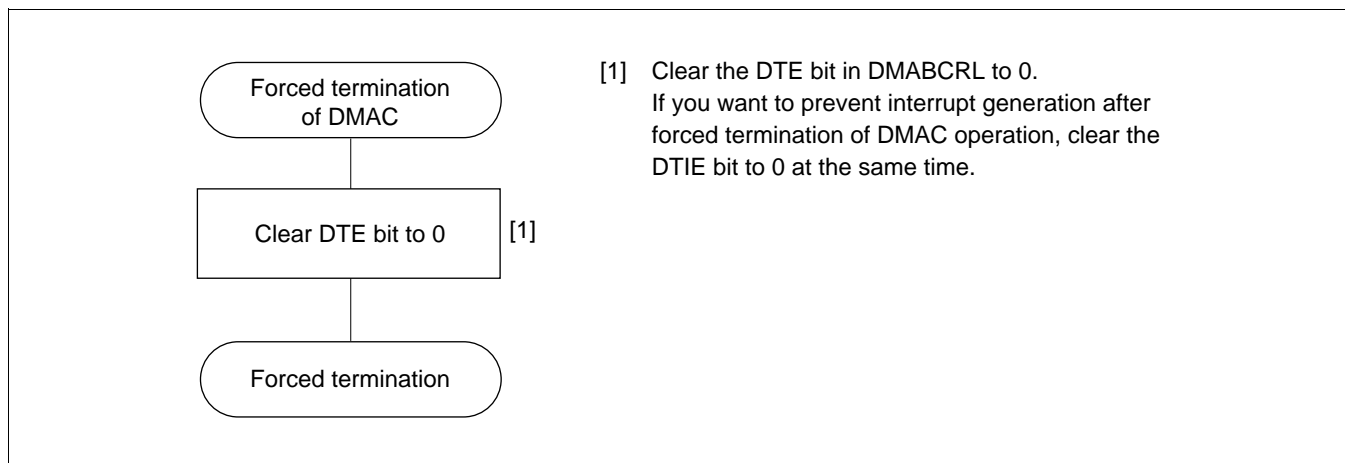 Forced termination
of DMAC
Clear DTE bit to 0
[1]
Forced termination
[1] Clear the DTE bit in DMABCRL to 0.
If you want to prevent interrupt generation after
forced termination of DMAC operation, clear the
DTIE bit to 0 at the same time.